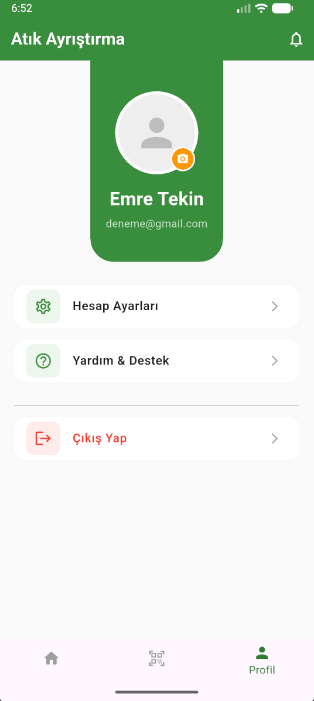 6:52
Atık Ayrıştırma
Emre Tekin
deneme@gmail.com
Hesap Ayarları
Yardım & Destek
Çıkış Yap
Profil